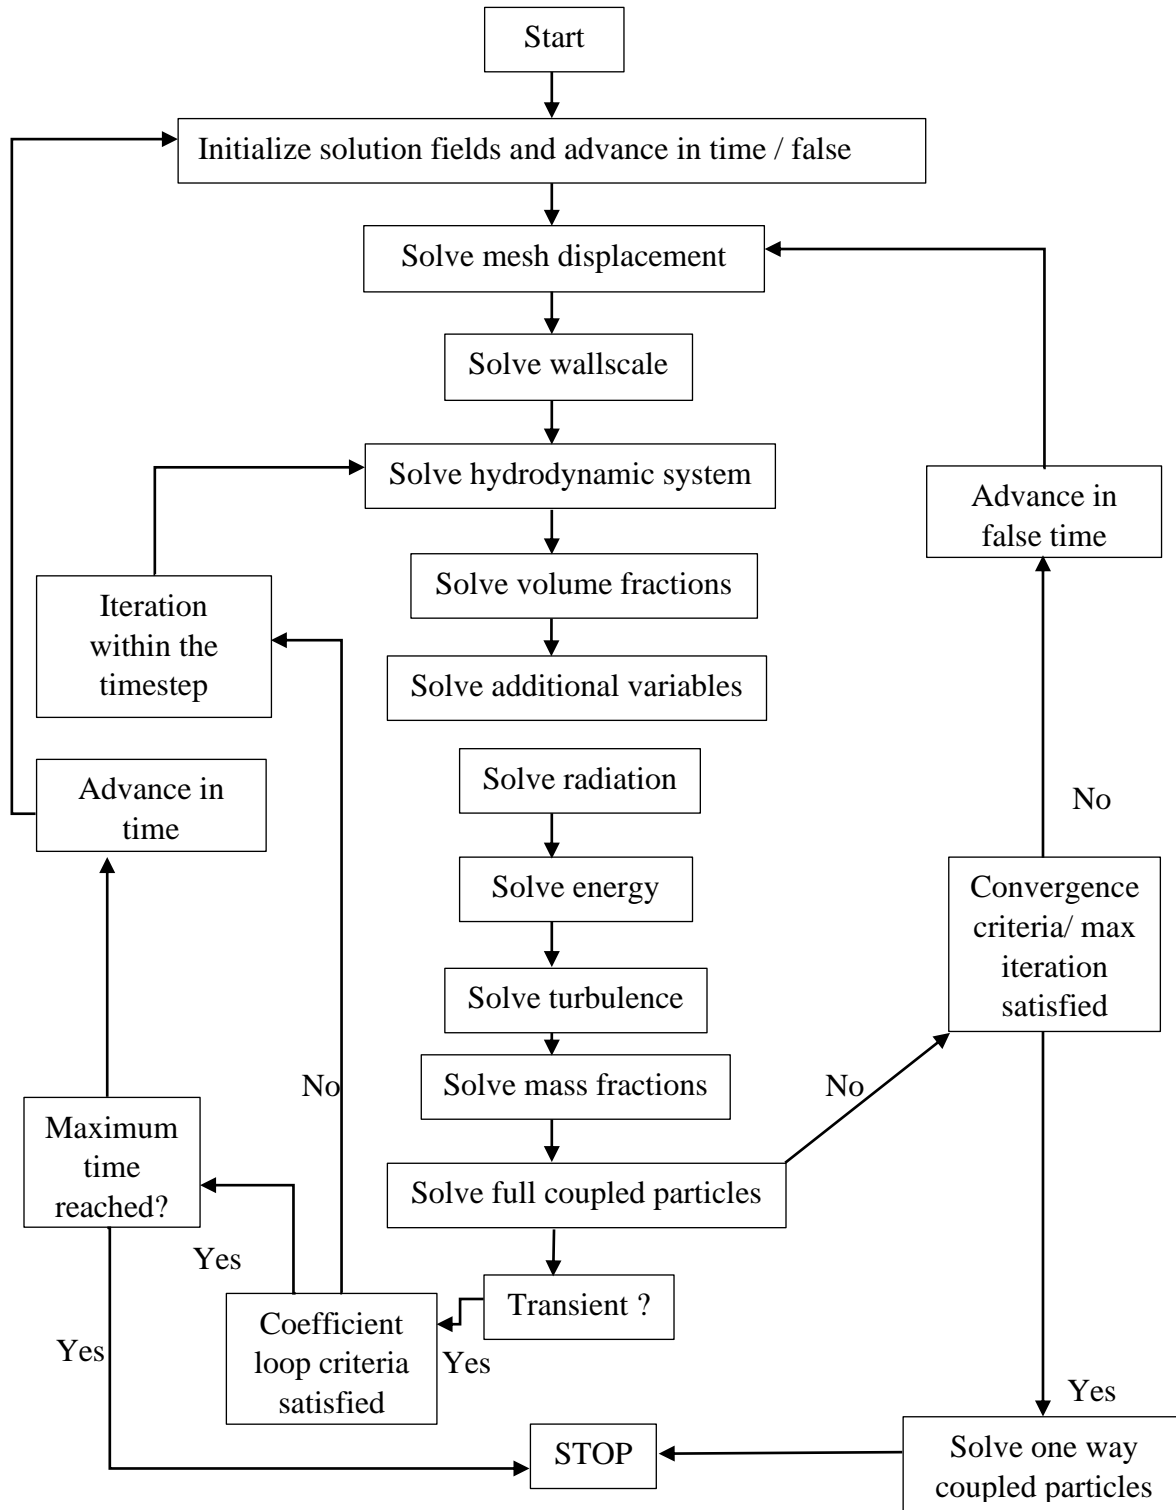 Start
Initialize solution fields and advance in time / false
Solve mesh displacement
Solve wallscale
Solve hydrodynamic system
Advance in
false time
Solve volume fractions
Iteration
within the
timestep
Solve additional variables
Solve radiation
Advance in
time
No
Solve energy
Convergence
criteria/ max
iteration
satisfied
Solve turbulence
Solve mass fractions
No
No
Maximum
time
reached?
Solve full coupled particles
Yes
Transient ?
Coefficient
loop criteria
satisfied
Yes
Yes
Yes
STOP
Solve one way
coupled particles